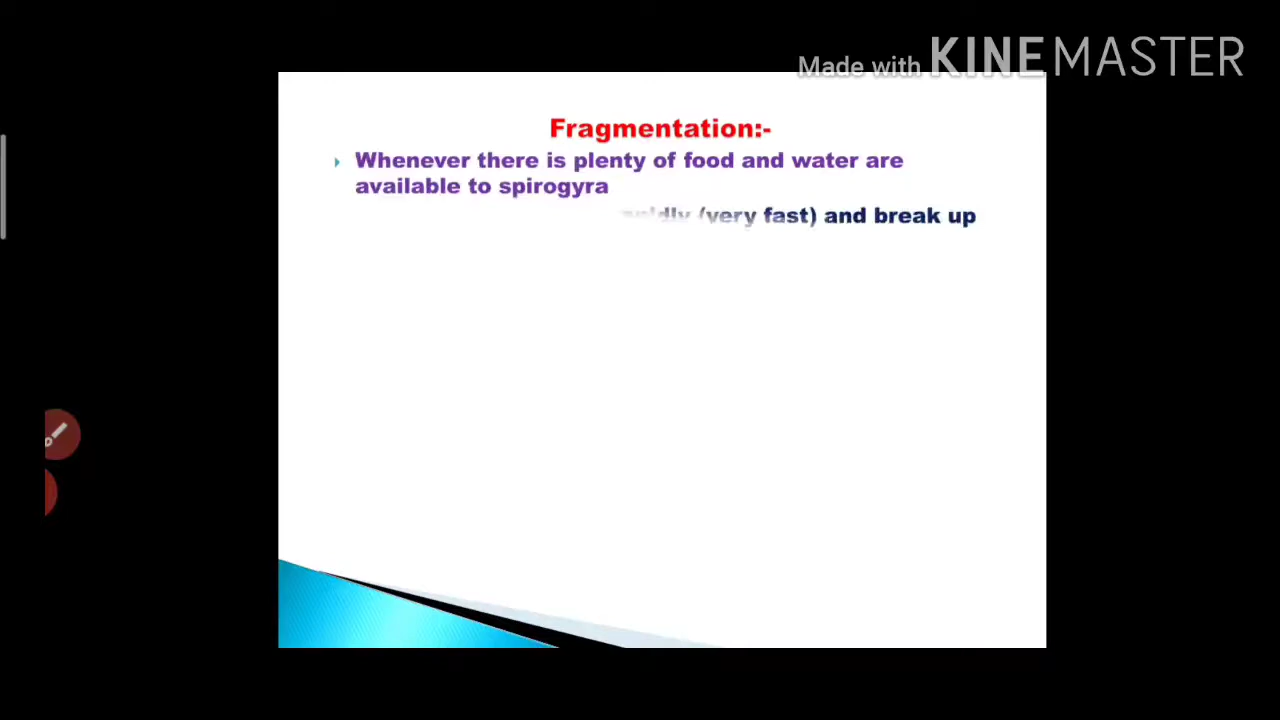 Made with KINEMASTER
Fragmentation:-
Whenever there is plenty of food and water are
available to spirogyra
(very fast) and break up